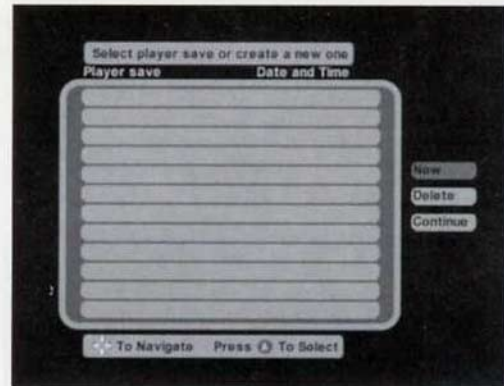 Select player save or create a new one
Player save Date and Time
New
Delete
Continue
To Navigate Press A To Select